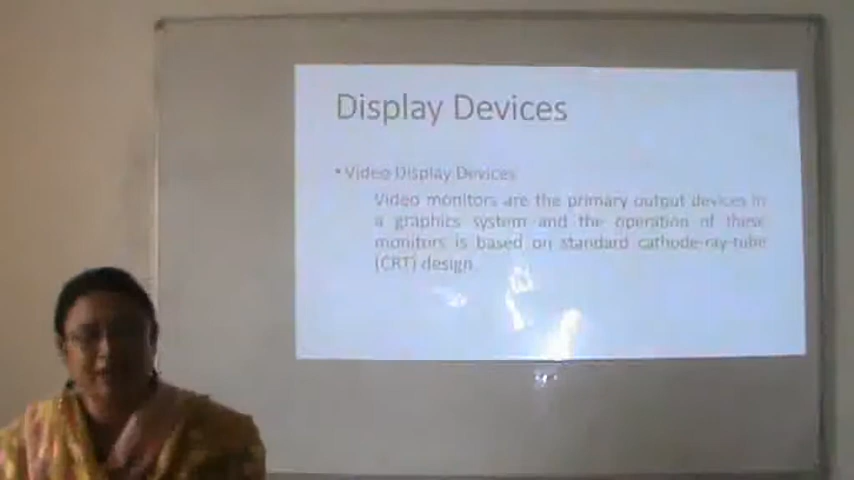 Display Devices
• Video Display Devices
Video monitors are the primary output devices in
a graphics system and the operation of these
monitors is based on standard cathode-ray-tube
(CRT) design.